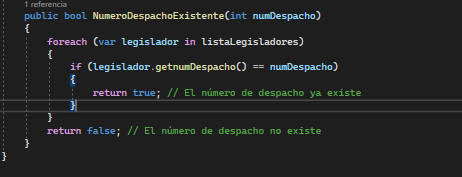 1 referencia
public bool NumeroDespachoExistente(int numDespacho)
{
foreach (var legislador in listaLegisladores)
{
if (legislador.getnumDespacho() == numDespacho)
{
return true; // El número de despacho ya existe
}
}
return false; // El número de despacho no existe
}
}